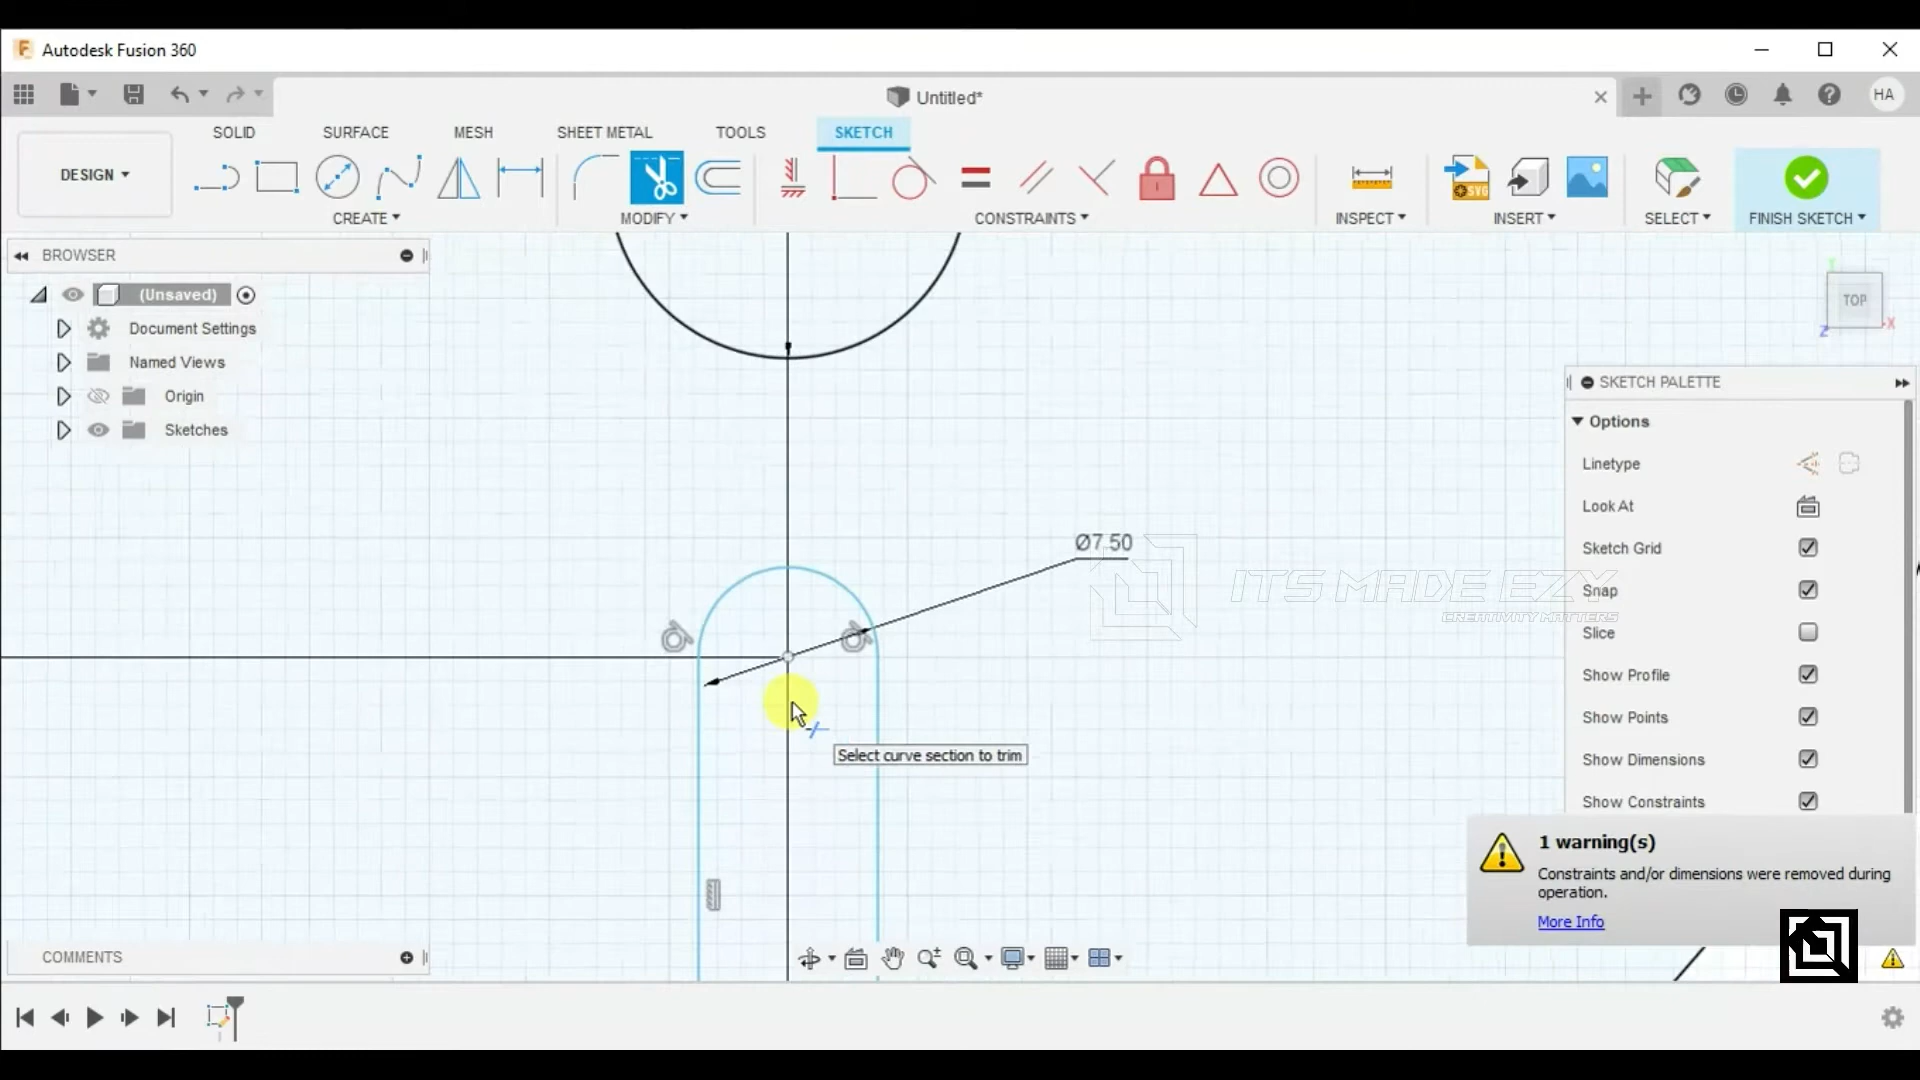 Autodesk Fusion 360
Untitled*
HA
SOLID SURFACE MESH SHEET METAL TOOLS SKETCH
DESIGN
CREATE MODIFY CONSTRAINTS INSPECT INSERT SELECT FINISH SKETCH
SVG
BROWSER
(Unsaved)
Document Settings
Named Views
Origin
Sketches
TOP
X
Z
SKETCH PALETTE
Options
Linetype
Look At
Sketch Grid
Snap
Slice
Show Profile
Show Points
Show Dimensions
Show Constraints
Ø7.50
ITS MADE EZY
CREATIVITY MATTERS
Select curve section to trim
1 warning(s)
Constraints and/or dimensions were removed during
operation.
More Info
COMMENTS